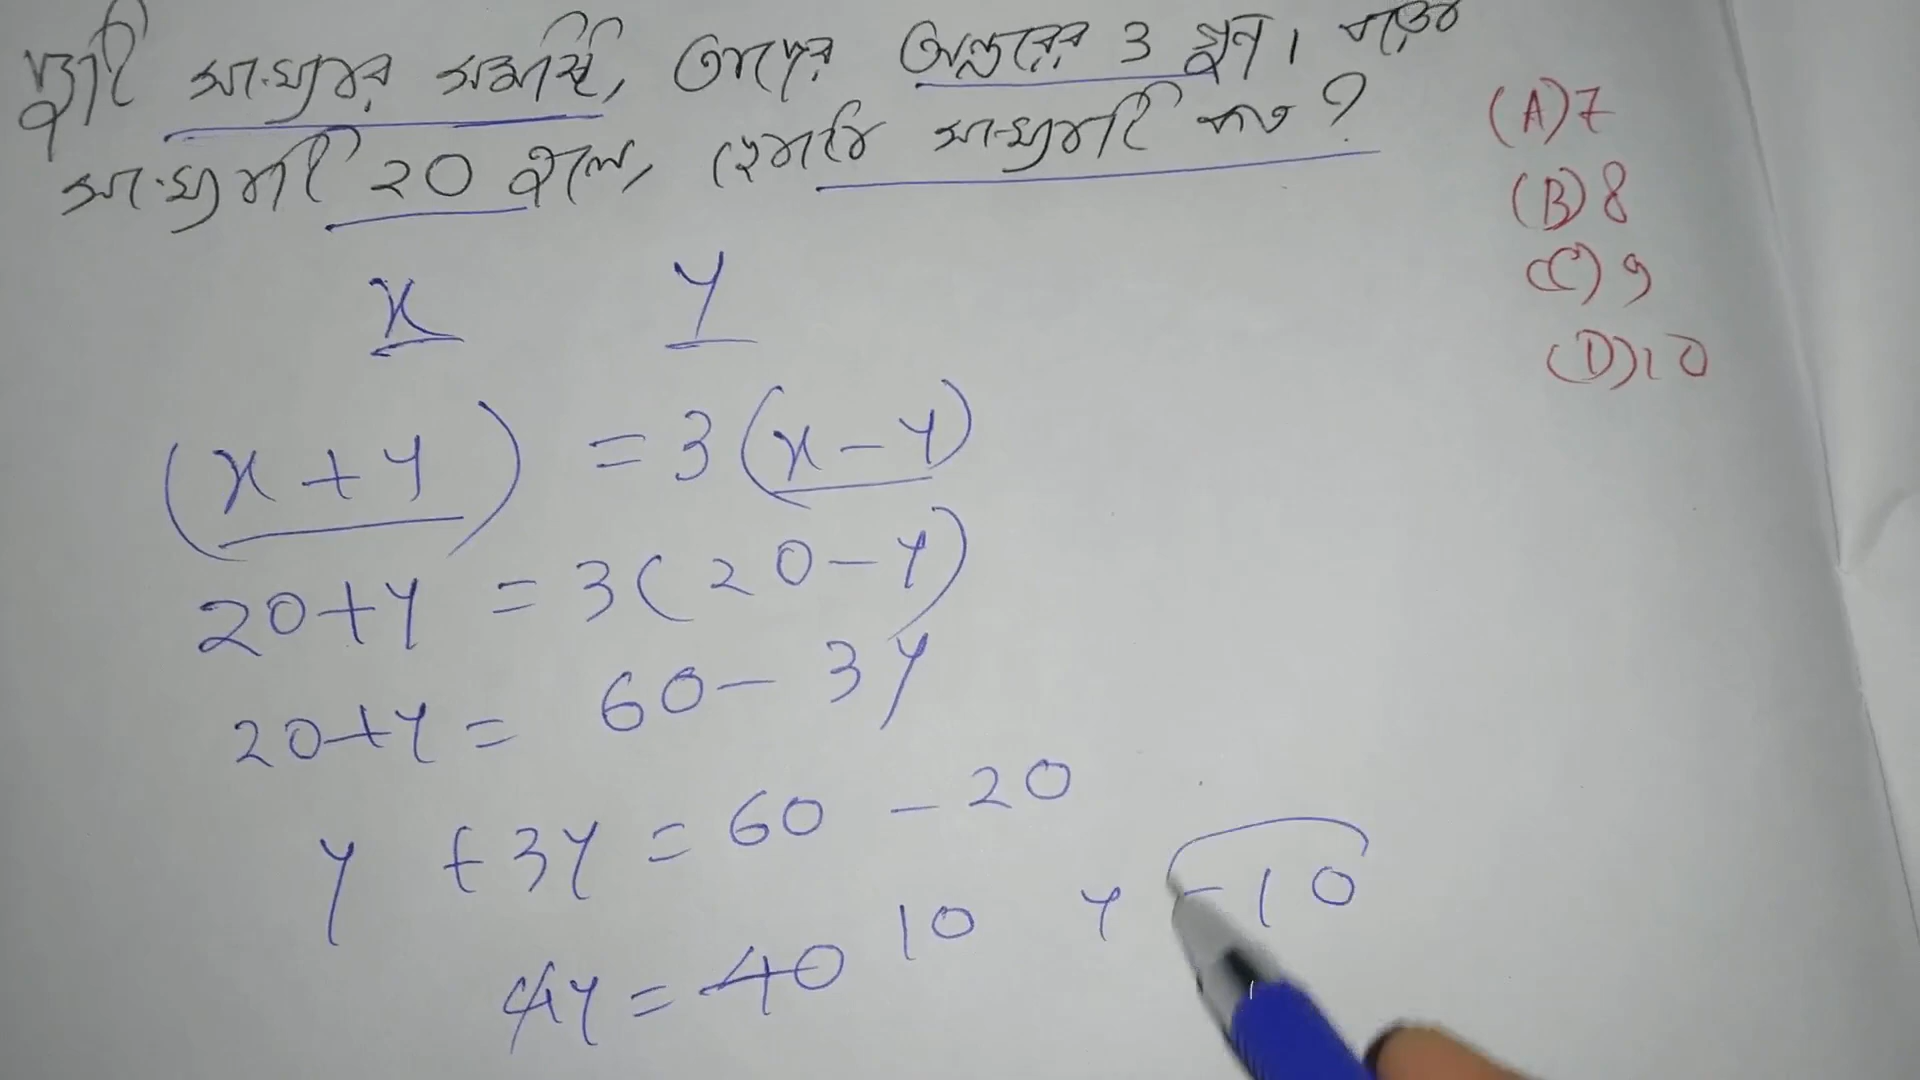 দুটি সংখ্যার সমষ্টি, তাদের অন্তরের 3 গুন। বড়ো
সংখ্যাটি 20 হলে, ছোটো সংখ্যাটি কত?
(A) 7
(B) 8
(C) 9
(D) 10
x y
(x + y) = 3 (x - y)
20 + y = 3 (20 - y)
20 + y = 60 - 3y
y + 3y = 60 - 20
4y = 40 10 y = 10